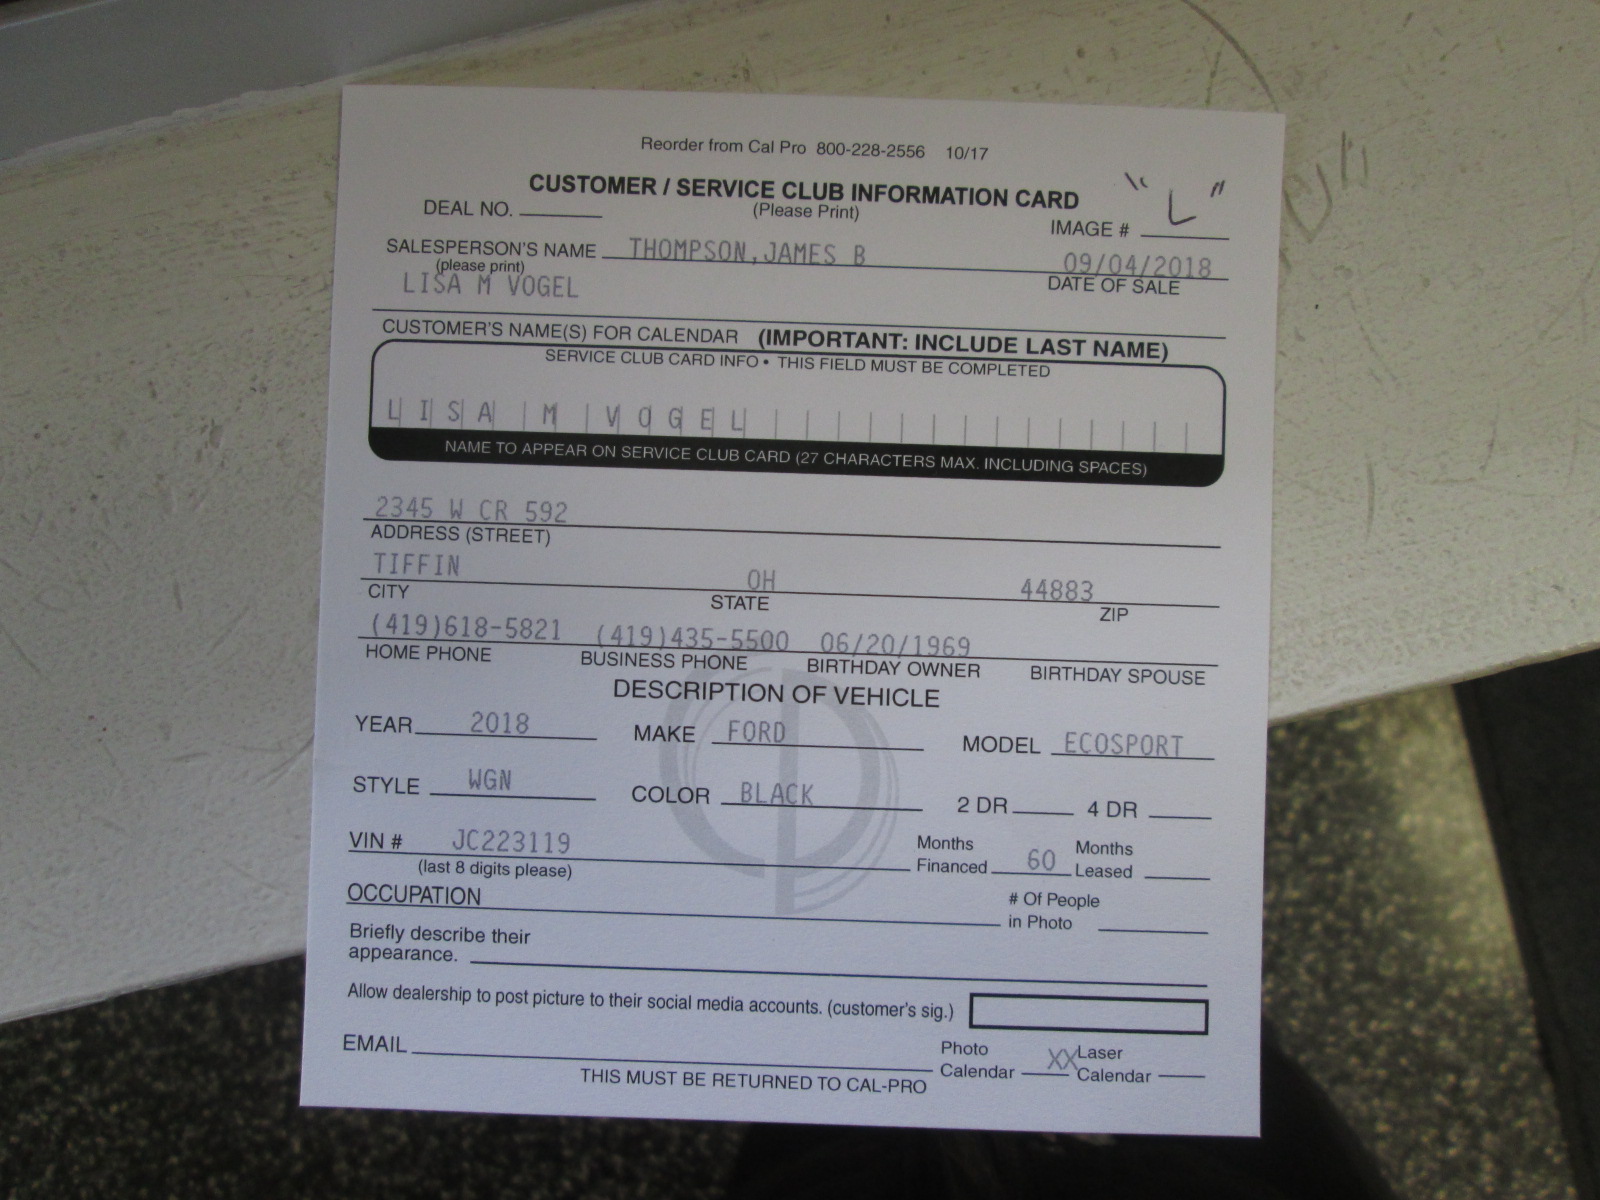 Reorder from Cal Pro 800-228-2556 10/17
CUSTOMER / SERVICE CLUB INFORMATION CARD
"L"
DEAL NO. (Please Print) IMAGE #
SALESPERSON'S NAME THOMPSON,JAMES B 09/04/2018
(please print) DATE OF SALE
LISA M VOGEL
CUSTOMER'S NAME(S) FOR CALENDAR (IMPORTANT: INCLUDE LAST NAME)
SERVICE CLUB CARD INFO • THIS FIELD MUST BE COMPLETED
LISA M VOGEL
NAME TO APPEAR ON SERVICE CLUB CARD (27 CHARACTERS MAX. INCLUDING SPACES)
2345 W CR 592
ADDRESS (STREET)
TIFFIN OH 44883
CITY STATE ZIP
(419)618-5821 (419)435-5500 06/20/1969
HOME PHONE BUSINESS PHONE BIRTHDAY OWNER BIRTHDAY SPOUSE
DESCRIPTION OF VEHICLE
YEAR 2018 MAKE FORD MODEL ECOSPORT
STYLE WGN COLOR BLACK 2 DR 4 DR
VIN # JC223119 Months Financed 60 Months Leased
(last 8 digits please)
OCCUPATION # Of People in Photo
Briefly describe their
appearance.
Allow dealership to post picture to their social media accounts. (customer's sig.)
EMAIL Photo Calendar XX Laser Calendar
THIS MUST BE RETURNED TO CAL-PRO